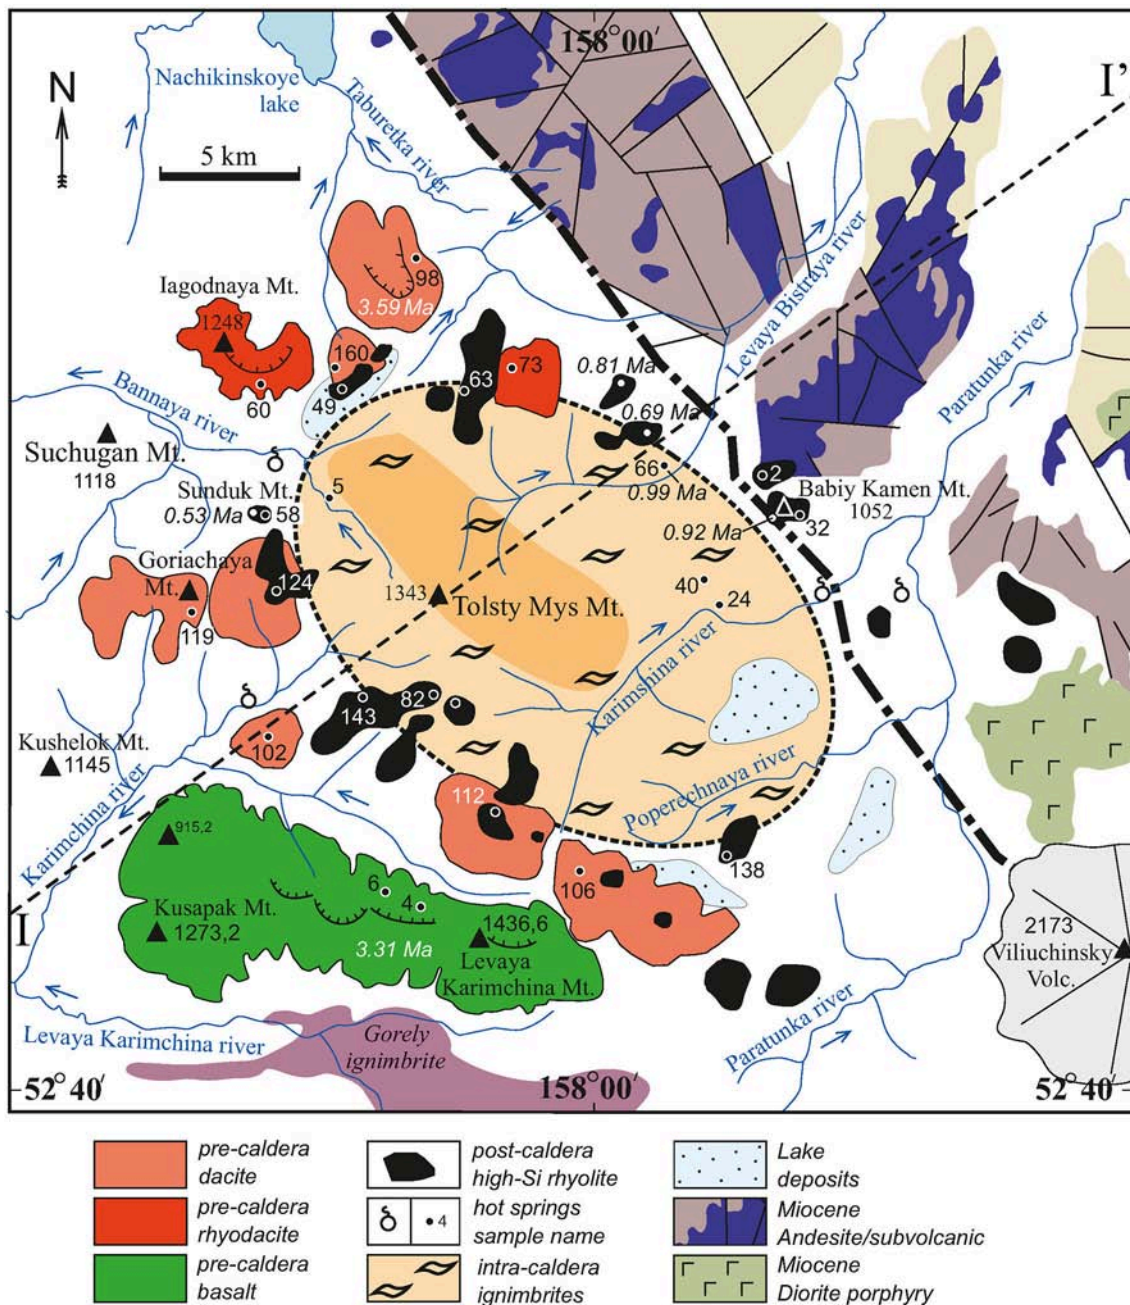 158°00′
I'
Nachikinskoye
lake
N
5 km
Taburetka river
Levaya Bistraya river
98
3.59 Ma
Iagodnaya Mt.
1248
160
73
63
0.81 Ma
Paratunka river
Bannaya river
60
49
0.69 Ma
Suchugan Mt.
1118
66
0.99 Ma
2
Babiy Kamen Mt.
1052
Sunduk Mt.
5
0.53 Ma
58
0.92 Ma
32
Goriachaya
Mt.
124
1343
Tolsty Mys Mt.
40
24
119
Karimshina river
143
82
Kushelok Mt.
1145
102
Karimchina river
112
Poperechnaya river
915,2
138
106
6
4
I
Kusapak Mt.
1273,2
3.31 Ma
1436,6
Levaya
Karimchina Mt.
2173
Viliuchinsky
Volc.
Levaya Karimchina river
Gorely
ignimbrite
Paratunka river
52°40′
158°00′
52°40′
pre-caldera
dacite
post-caldera
high-Si rhyolite
Lake
deposits
pre-caldera
rhyodacite
4
hot springs
sample name
Miocene
Andesite/subvolcanic
pre-caldera
basalt
intra-caldera
ignimbrites
Miocene
Diorite porphyry